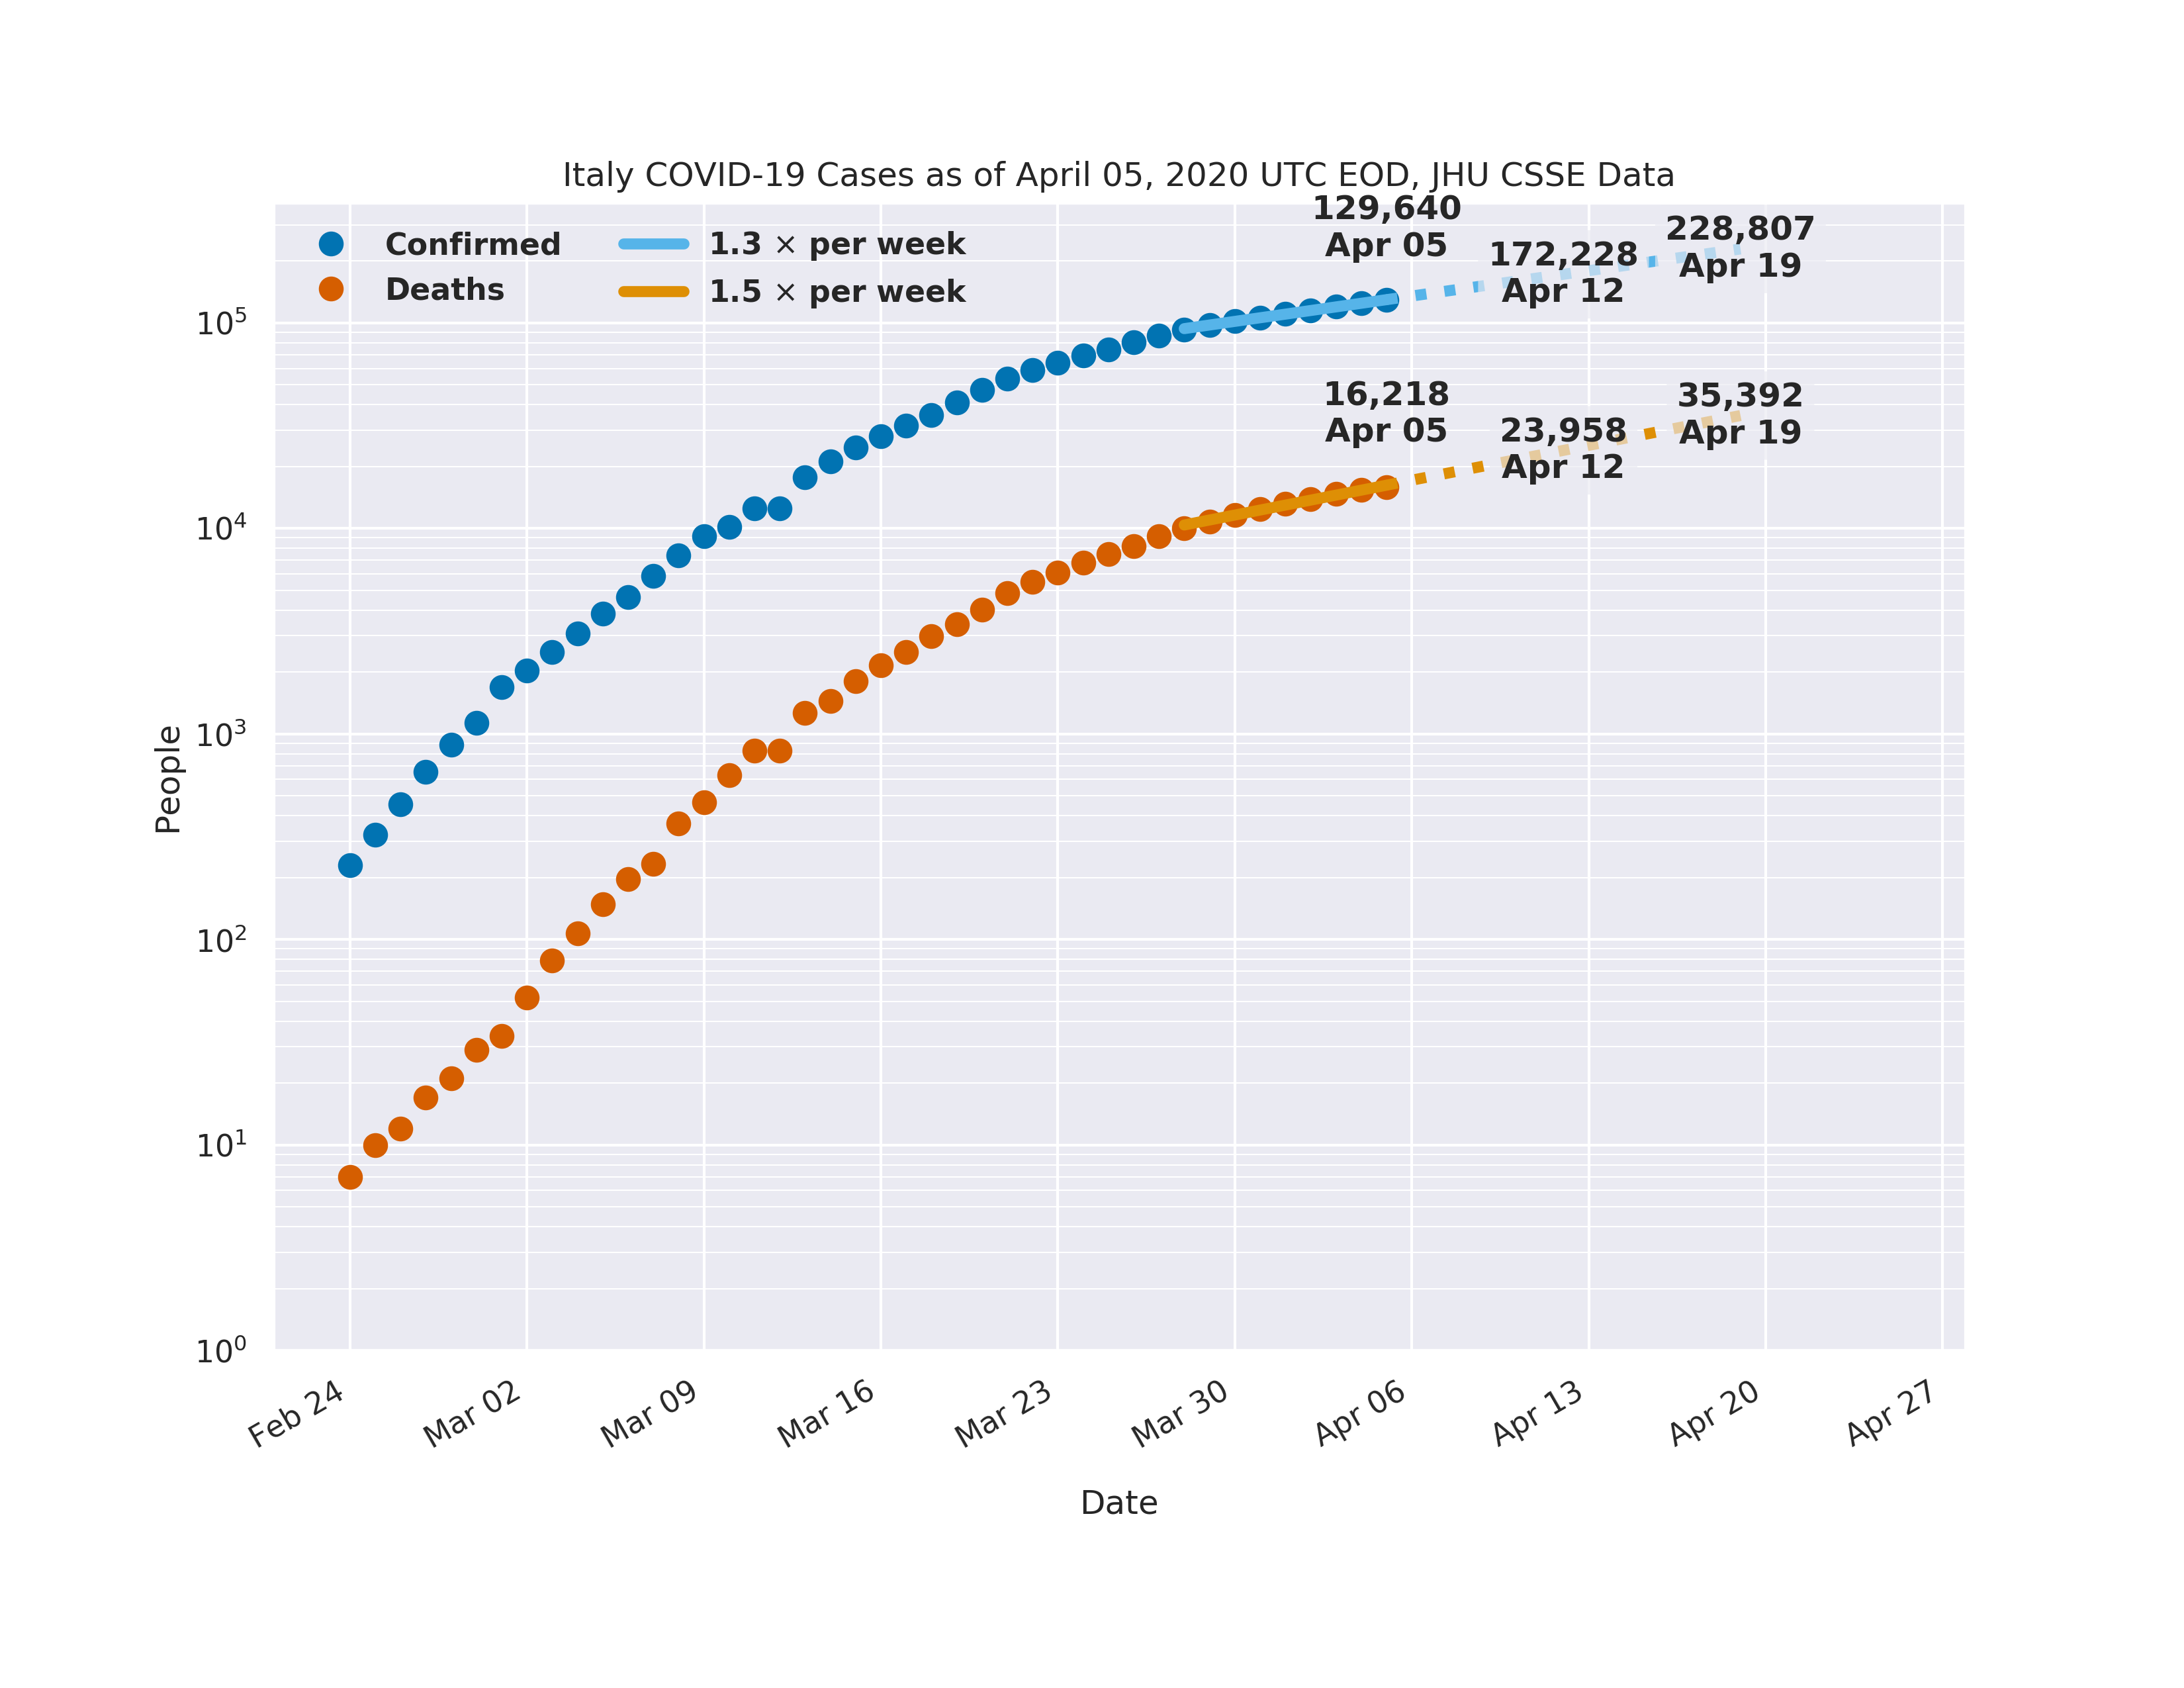 Italy COVID-19 Cases as of April 05, 2020 UTC EOD, JHU CSSE Data
Confirmed
Deaths
1.3 × per week
1.5 × per week
129,640
Apr 05
172,228
Apr 12
228,807
Apr 19
16,218
Apr 05
23,958
Apr 12
35,392
Apr 19
People
10⁵
10⁴
10³
10²
10¹
10⁰
Feb 24
Mar 02
Mar 09
Mar 16
Mar 23
Mar 30
Apr 06
Apr 13
Apr 20
Apr 27
Date